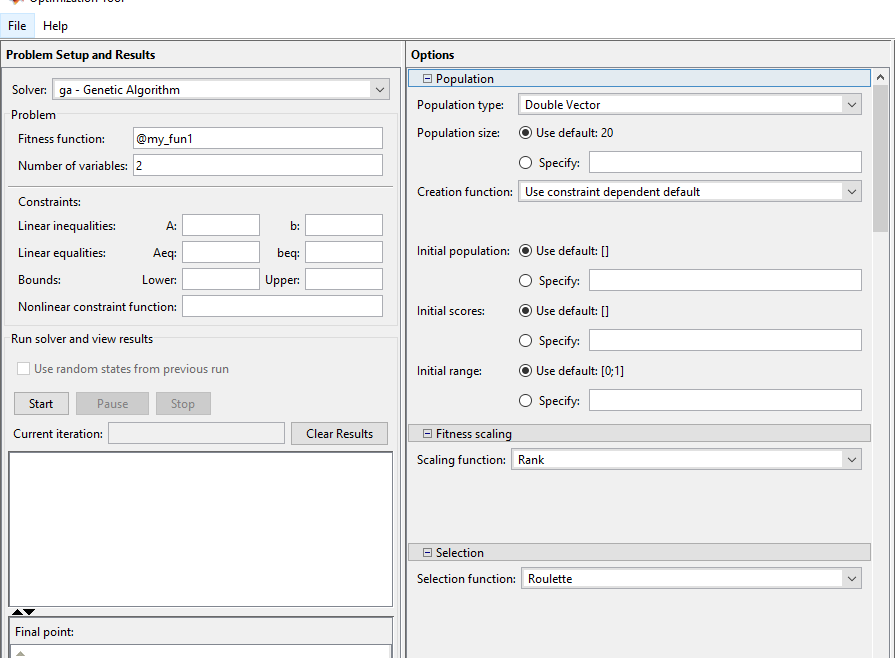 Optimization Tool
File Help
Problem Setup and Results
Solver: ga - Genetic Algorithm
Problem
Fitness function: @my_fun1
Number of variables: 2
Constraints:
Linear inequalities: A: b:
Linear equalities: Aeq: beq:
Bounds: Lower: Upper:
Nonlinear constraint function:
Run solver and view results
Use random states from previous run
Start Pause Stop
Current iteration: Clear Results
Final point:
Options
Population
Population type: Double Vector
Population size: Use default: 20
Specify:
Creation function: Use constraint dependent default
Initial population: Use default: []
Specify:
Initial scores: Use default: []
Specify:
Initial range: Use default: [0;1]
Specify:
Fitness scaling
Scaling function: Rank
Selection
Selection function: Roulette